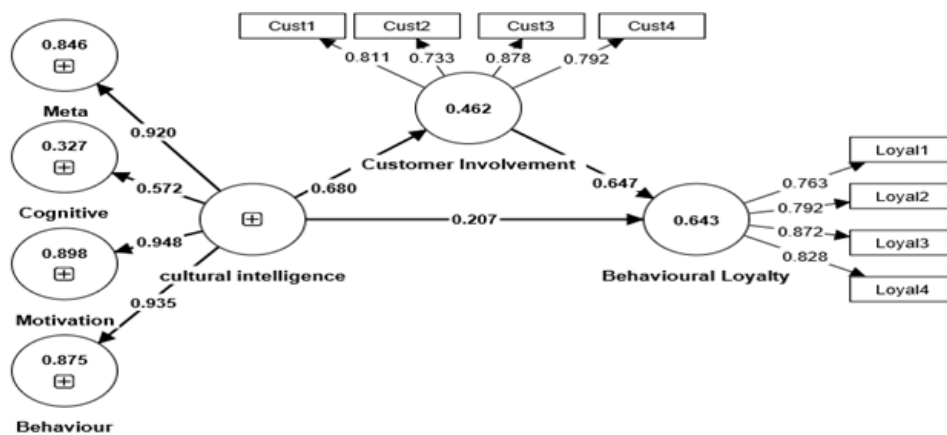 Cust1
Cust2
Cust3
Cust4
0.811
0.733
0.878
0.792
0.846
Meta
0.920
0.462
Customer Involvement
0.327
Cognitive
0.572
0.680
0.647
Loyal1
0.763
Loyal2
0.792
0.898
Motivation
0.948
cultural intelligence
0.207
0.643
Behavioural Loyalty
0.872
Loyal3
0.828
Loyal4
0.935
0.875
Behaviour